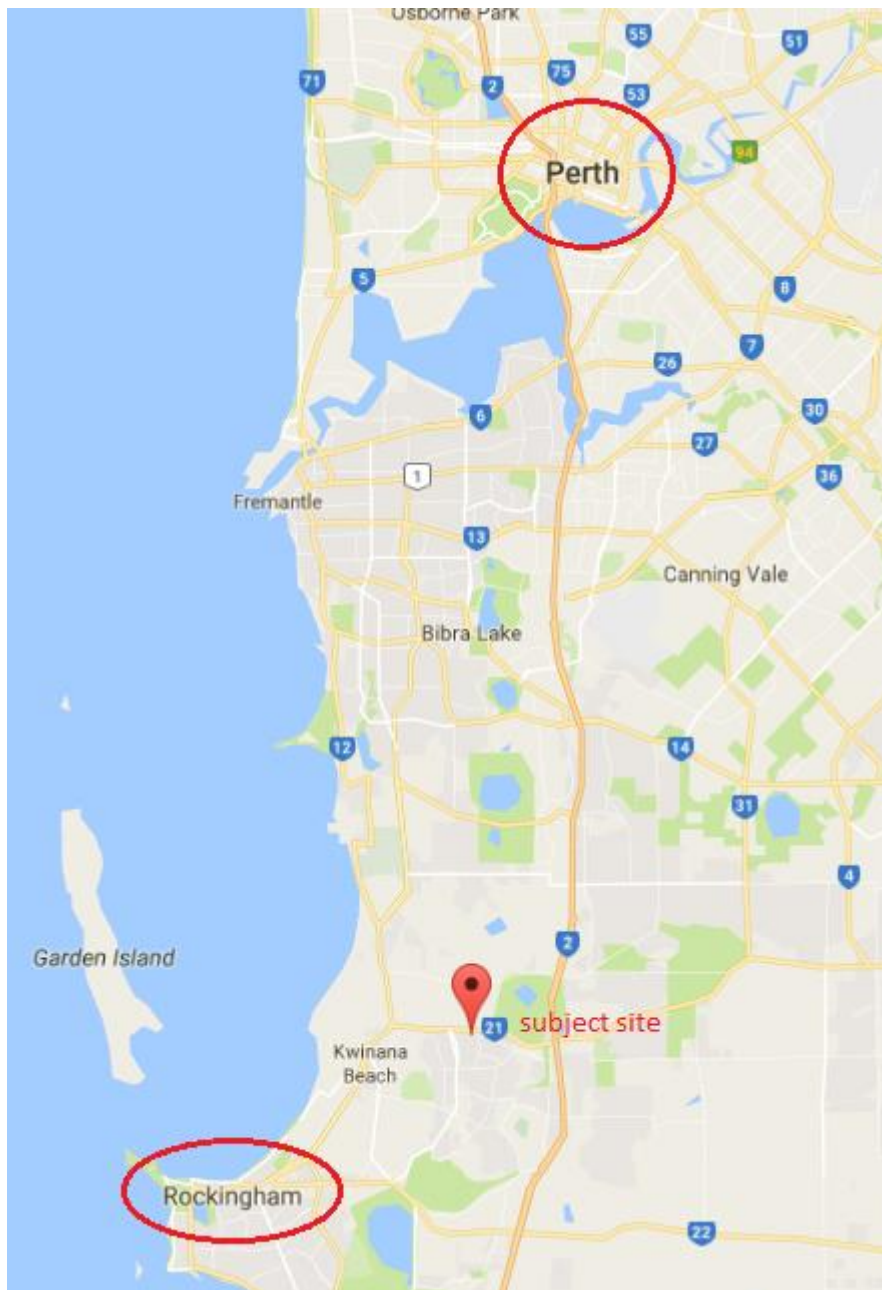 Osborne Park
55
51
71
2
75
53
94
Perth
5
8
7
26
6
30
27
1
36
Fremantle
13
Canning Vale
Bibra Lake
12
14
31
4
2
Garden Island
21
subject site
Kwinana
Beach
Rockingham
22